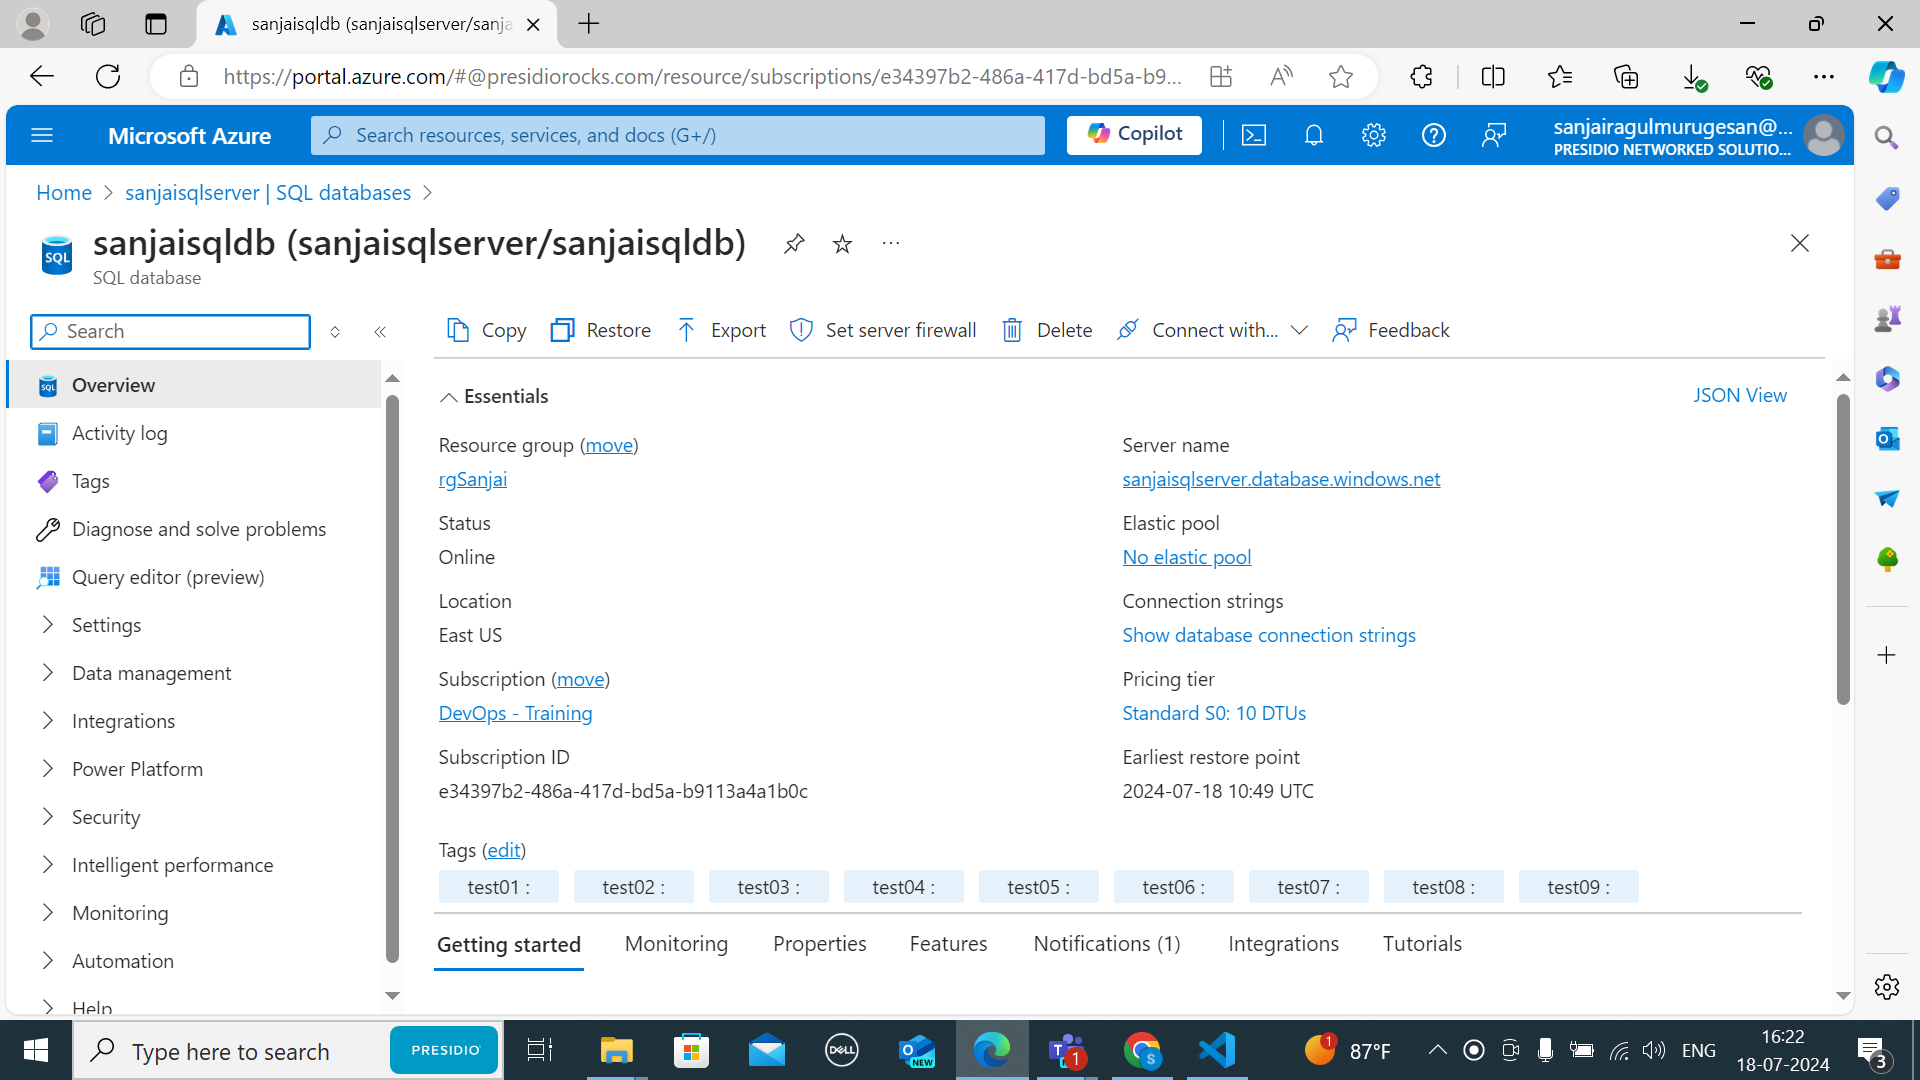 sanjaisqldb (sanjaisqlserver/sanja
https://portal.azure.com/#@presidiorocks.com/resource/subscriptions/e34397b2-486a-417d-bd5a-b9...
Microsoft Azure
Search resources, services, and docs (G+/)
Copilot
sanjairagulmurugesan@...
PRESIDIO NETWORKED SOLUTIO...
Home > sanjaisqlserver | SQL databases >
SQL
sanjaisqldb (sanjaisqlserver/sanjaisqldb)
SQL database
Search
Copy Restore Export Set server firewall Delete Connect with... Feedback
Overview
Activity log
Tags
Diagnose and solve problems
Query editor (preview)
Settings
Data management
Integrations
Power Platform
Security
Intelligent performance
Monitoring
Automation
Help
Essentials
JSON View
Resource group (move)
rgSanjai
Status
Online
Location
East US
Subscription (move)
DevOps - Training
Subscription ID
e34397b2-486a-417d-bd5a-b9113a4a1b0c
Server name
sanjaisqlserver.database.windows.net
Elastic pool
No elastic pool
Connection strings
Show database connection strings
Pricing tier
Standard S0: 10 DTUs
Earliest restore point
2024-07-18 10:49 UTC
Tags (edit)
test01 : test02 : test03 : test04 : test05 : test06 : test07 : test08 : test09 :
Getting started Monitoring Properties Features Notifications (1) Integrations Tutorials
Type here to search
PRESIDIO
DELL
NEW
1
S
1
87°F
ENG
16:22
18-07-2024
3